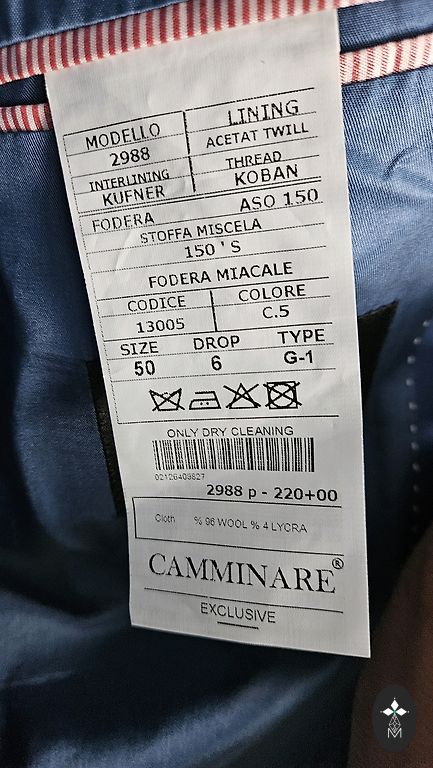 MODELLO
2988
LINING
ACETAT TWILL
INTERLINING
KUFNER
THREAD
KOBAN
FODERA ASO 150
STOFFA MISCELA
150'S
FODERA MIACALE
CODICE
13005
COLORE
C.5
SIZE DROP TYPE
50 6 G-1
ONLY DRY CLEANING
02126409827
2988 p - 220+00
Cloth % 96 WOOL % 4 LYCRA
CAMMINARE®
EXCLUSIVE
M